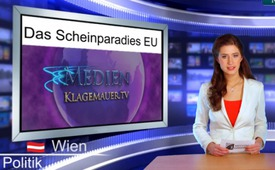 Das Scheinparadies EU
MEDIEN
KLAGEMAUER.TV
Wien
Politik